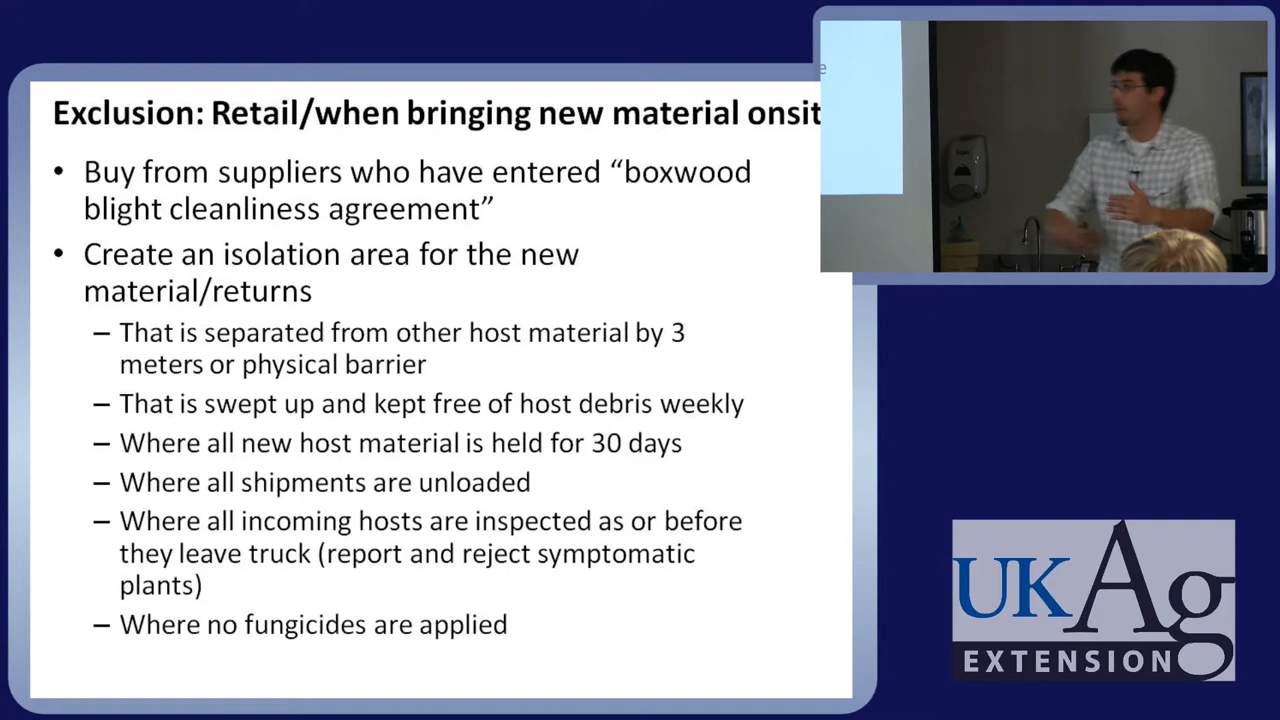 Exclusion: Retail/when bringing new material onsit
• Buy from suppliers who have entered “boxwood
blight cleanliness agreement”
• Create an isolation area for the new
material/returns
– That is separated from other host material by 3
meters or physical barrier
– That is swept up and kept free of host debris weekly
– Where all new host material is held for 30 days
– Where all shipments are unloaded
– Where all incoming hosts are inspected as or before
they leave truck (report and reject symptomatic
plants)
– Where no fungicides are applied
e
UKAg
EXTENSION